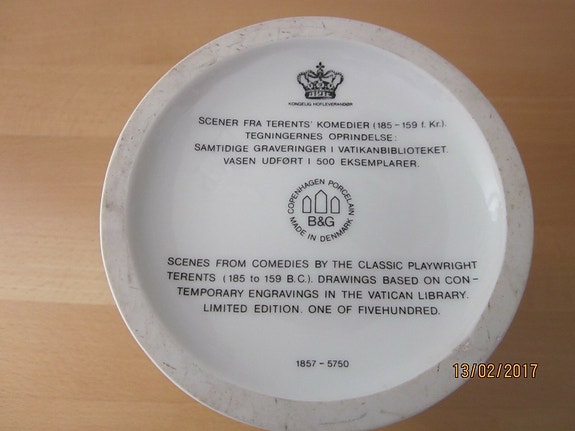 KONGELIG HOFLEVERANDØR
SCENER FRA TERENTS' KOMEDIER (185 - 159 f. Kr.).
TEGNINGERNES OPRINDELSE:
SAMTIDIGE GRAVERINGER I VATIKANBIBLIOTEKET.
VASEN UDFØRT I 500 EKSEMPLARER.
COPENHAGEN PORCELAIN
B&G
MADE IN DENMARK
SCENES FROM COMEDIES BY THE CLASSIC PLAYWRIGHT
TERENTS (185 to 159 B.C.). DRAWINGS BASED ON CON-
TEMPORARY ENGRAVINGS IN THE VATICAN LIBRARY.
LIMITED EDITION. ONE OF FIVEHUNDRED.
1857 - 5750
13/02/2017